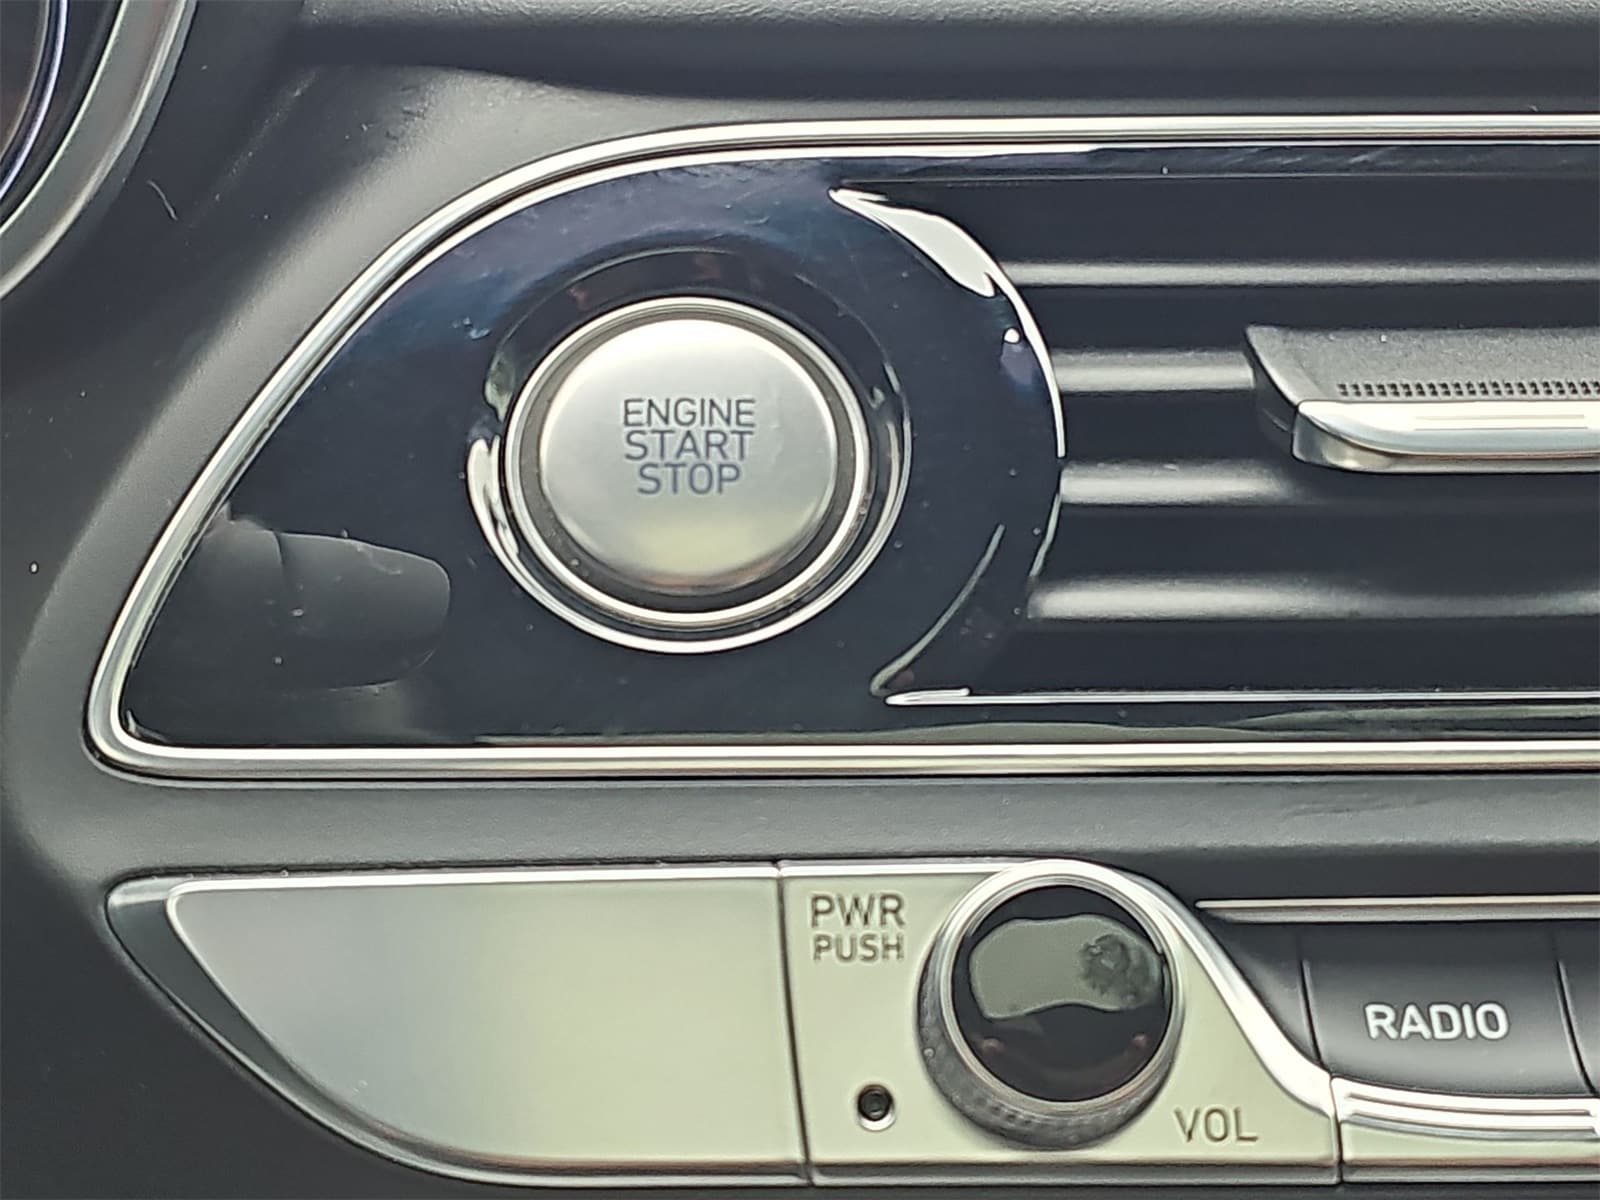 ENGINE
START
STOP
PWR
PUSH
RADIO
VOL